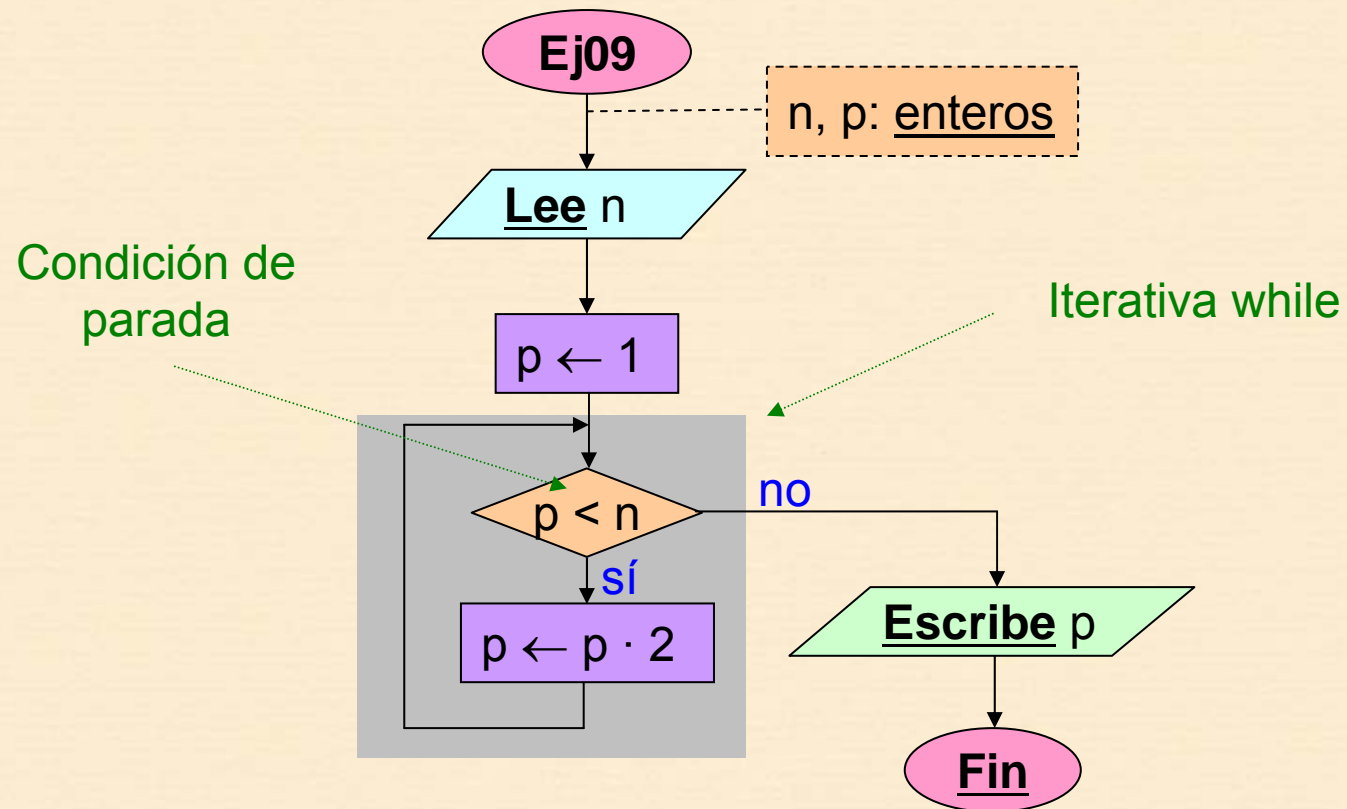 Ej09
n, p: enteros
Lee n
Condición de
parada
Iterativa while
p ← 1
p < n
no
sí
p ← p · 2
Escribe p
Fin